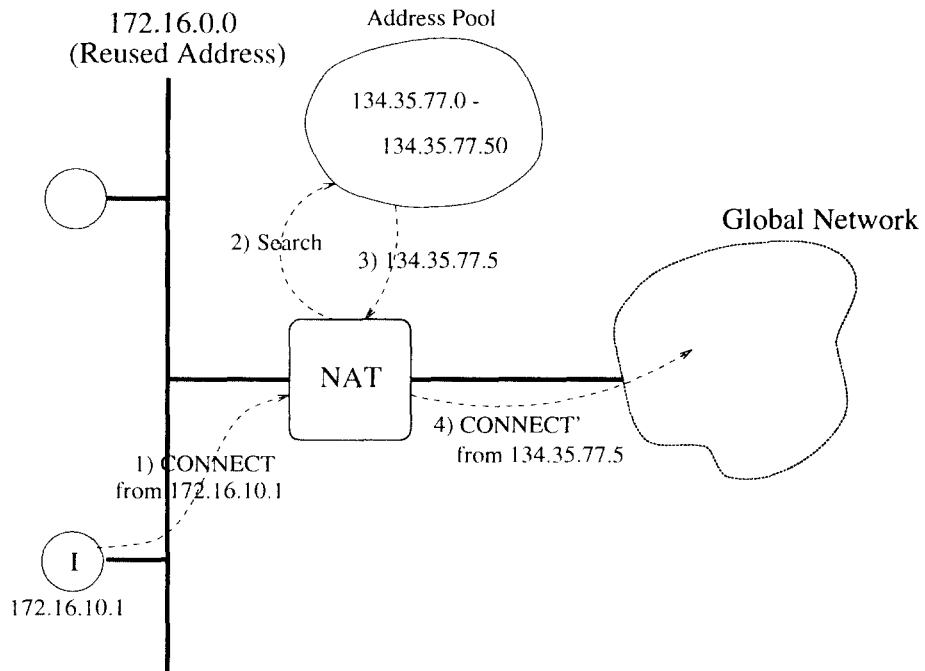 172.16.0.0
(Reused Address)
Address Pool
134.35.77.0 -
134.35.77.50
2) Search
3) 134.35.77.5
Global Network
NAT
4) CONNECT'
from 134.35.77.5
1) CONNECT
from 172.16.10.1
I
172.16.10.1